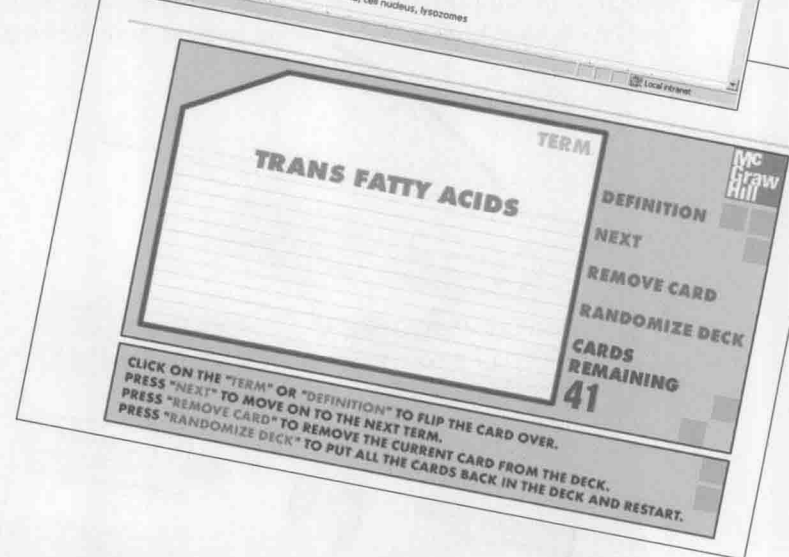 cell nucleus, lysozomes
Local intranet
TERM
TRANS FATTY ACIDS
Mc
Graw
Hill
DEFINITION
NEXT
REMOVE CARD
RANDOMIZE DECK
CARDS
REMAINING
41
CLICK ON THE "TERM" OR "DEFINITION" TO FLIP THE CARD OVER.
PRESS "NEXT" TO MOVE ON TO THE NEXT TERM.
PRESS "REMOVE CARD" TO REMOVE THE CURRENT CARD FROM THE DECK.
PRESS "RANDOMIZE DECK" TO PUT ALL THE CARDS BACK IN THE DECK AND RESTART.